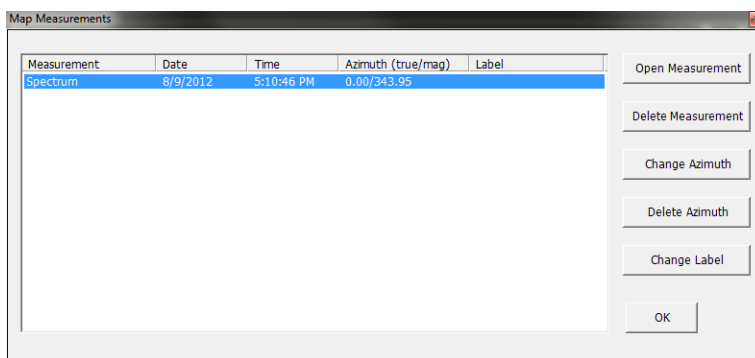 Map Measurements
Measurement Date Time Azimuth (true/mag) Label
Spectrum 8/9/2012 5:10:46 PM 0.00/343.95
Open Measurement
Delete Measurement
Change Azimuth
Delete Azimuth
Change Label
OK